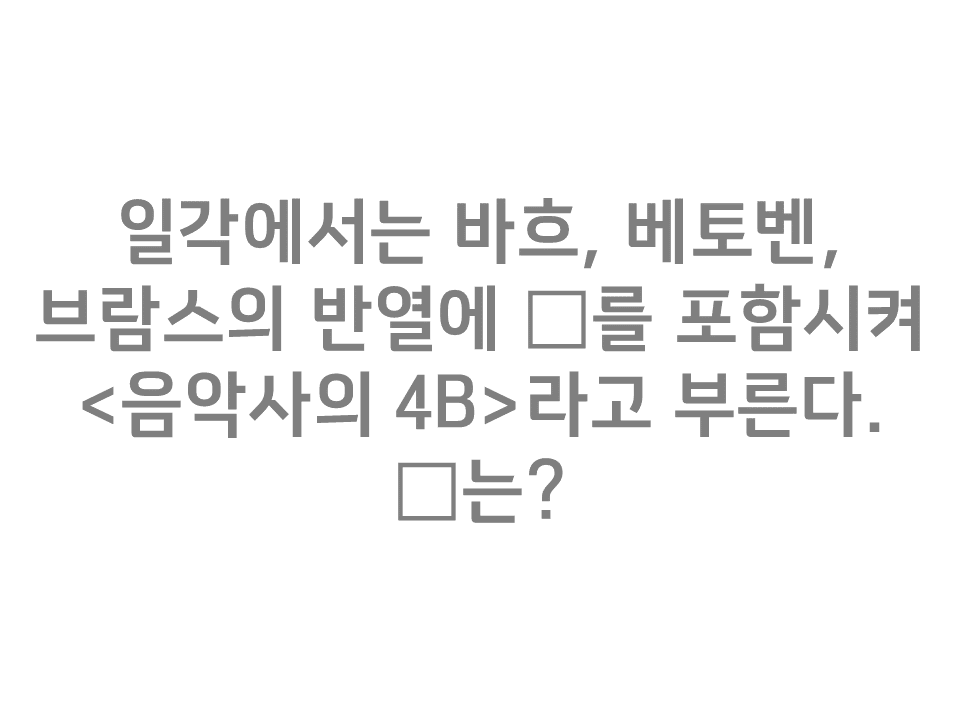 일각에서는 바흐, 베토벤,
브람스의 반열에 □를 포함시켜
<음악사의 4B>라고 부른다.
□는?